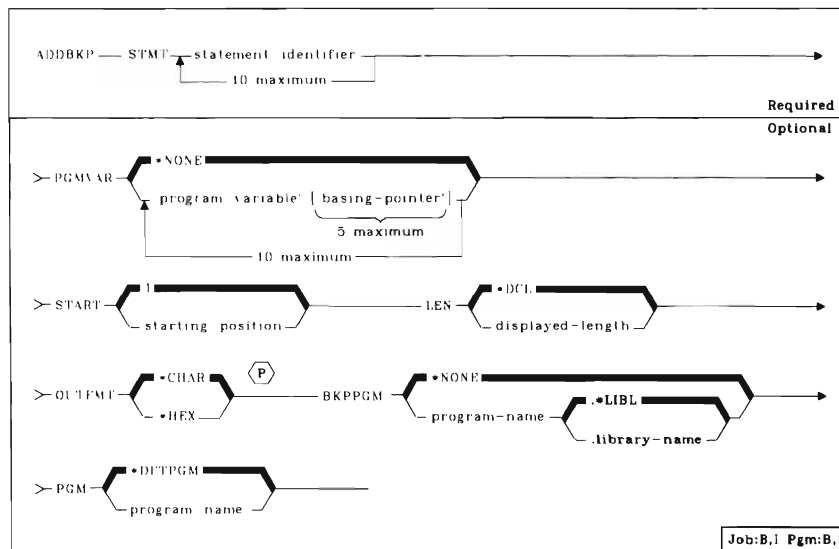 ADDBKP STMT statement identifier
10 maximum
Required
Optional
PGMVAR *NONE
program variable' [basing-pointer']
5 maximum
10 maximum
START 1 LEN *DCL
starting position displayed-length
OUTFMT *CHAR P BKPPGM *NONE
*HEX program-name .*LIBL
.library-name
PGM *DFTPGM
program name
Job:B,I Pgm:B,